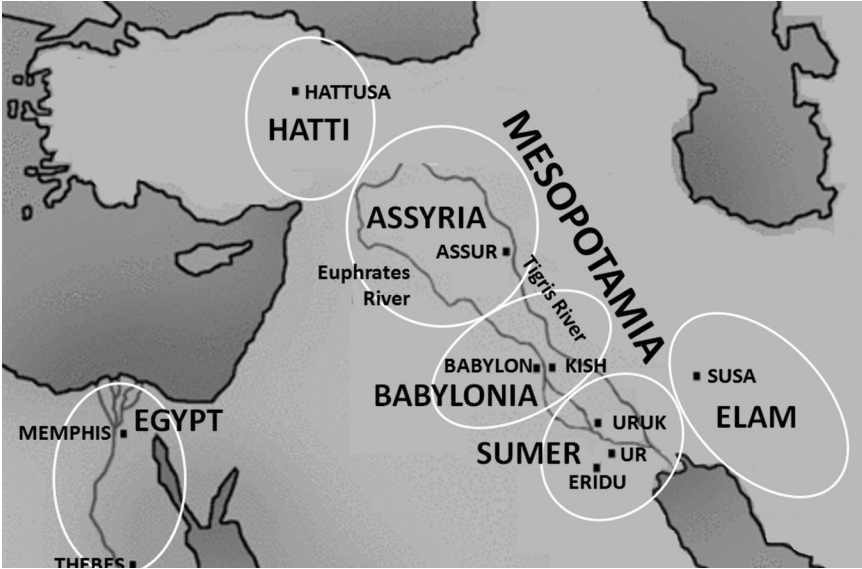 HATTUSA
HATTI
MESOPOTAMIA
ASSYRIA
ASSUR
Euphrates
River
Tigris River
BABYLON
KISH
BABYLONIA
SUSA
ELAM
EGYPT
MEMPHIS
URUK
SUMER
UR
ERIDU
THEBES